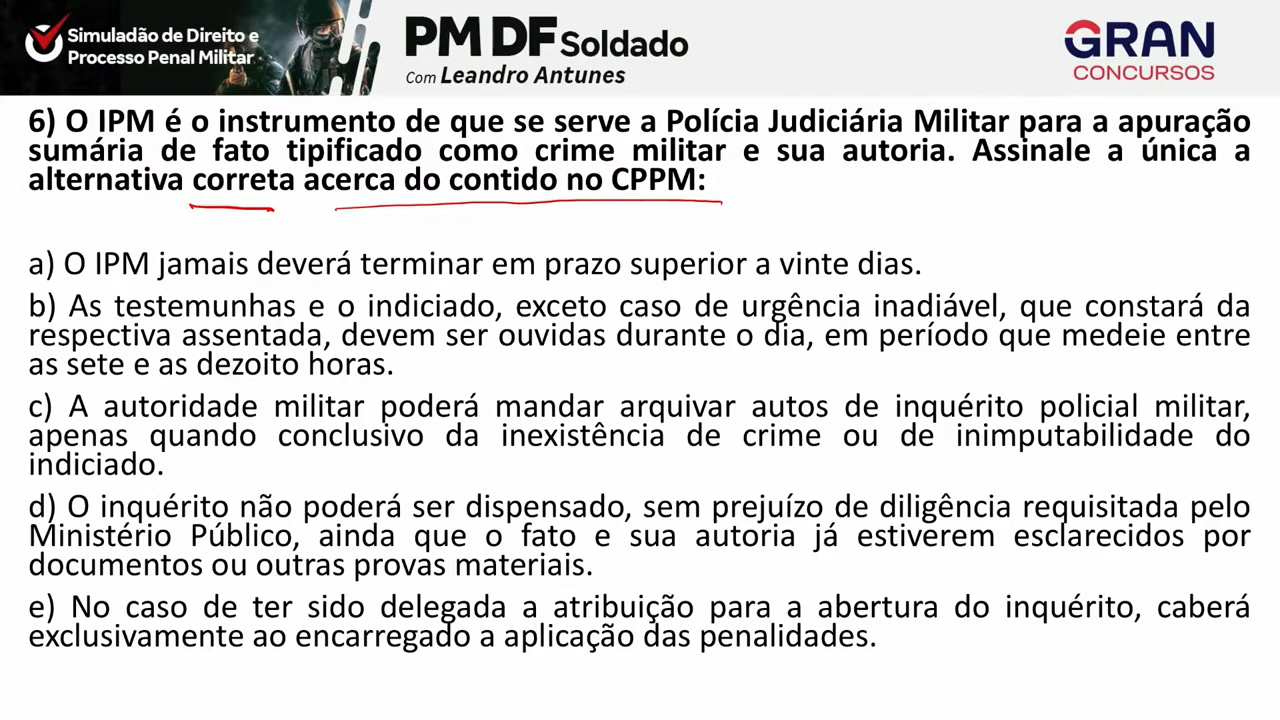 Simuladão de Direito e
Processo Penal Militar
PM DF Soldado
Com Leandro Antunes
GRAN
CONCURSOS
6) O IPM é o instrumento de que se serve a Polícia Judiciária Militar para a apuração
sumária de fato tipificado como crime militar e sua autoria. Assinale a única a
alternativa correta acerca do contido no CPPM:
a) O IPM jamais deverá terminar em prazo superior a vinte dias.
b) As testemunhas e o indiciado, exceto caso de urgência inadiável, que constará da
respectiva assentada, devem ser ouvidas durante o dia, em período que medeie entre
as sete e as dezoito horas.
c) A autoridade militar poderá mandar arquivar autos de inquérito policial militar,
apenas quando conclusivo da inexistência de crime ou de inimputabilidade do
indiciado.
d) O inquérito não poderá ser dispensado, sem prejuízo de diligência requisitada pelo
Ministério Público, ainda que o fato e sua autoria já estiverem esclarecidos por
documentos ou outras provas materiais.
e) No caso de ter sido delegada a atribuição para a abertura do inquérito, caberá
exclusivamente ao encarregado a aplicação das penalidades.